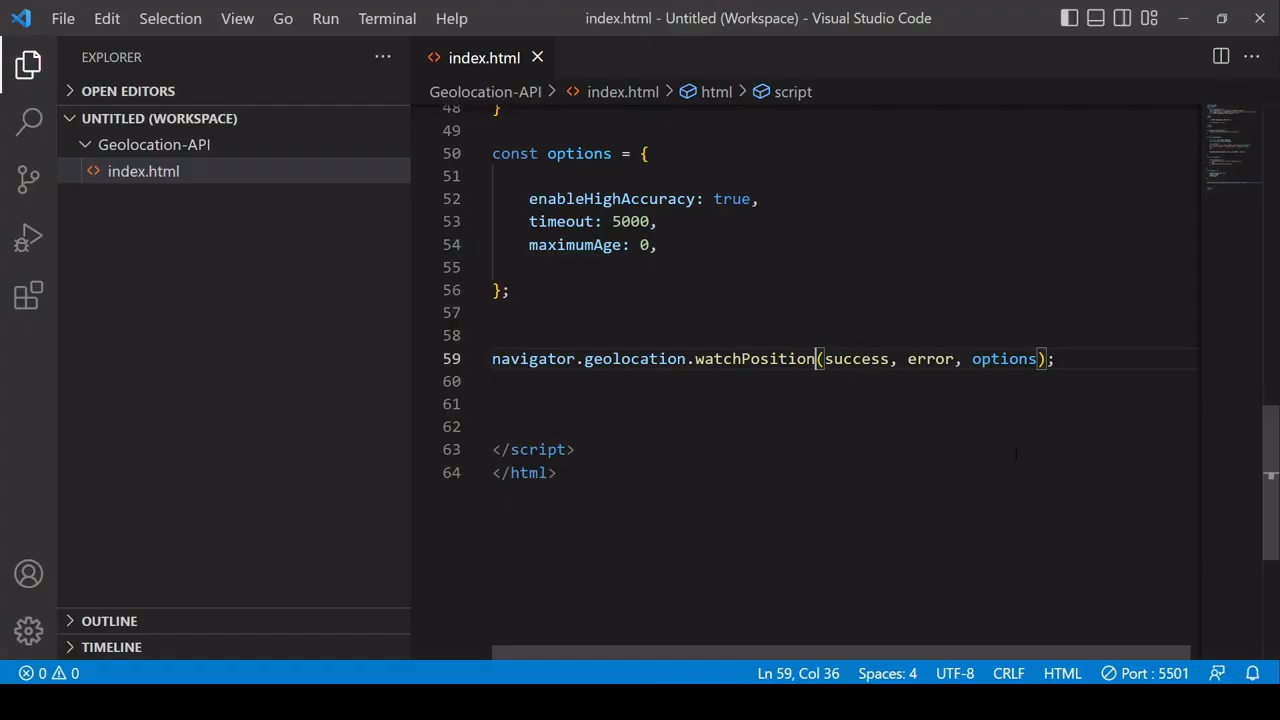 File Edit Selection View Go Run Terminal Help index.html - Untitled (Workspace) - Visual Studio Code
EXPLORER
OPEN EDITORS
UNTITLED (WORKSPACE)
Geolocation-API
index.html
OUTLINE
TIMELINE
index.html
Geolocation-API > index.html > html > script
48 }
49
50 const options = {
51
52 enableHighAccuracy: true,
53 timeout: 5000,
54 maximumAge: 0,
55
56 };
57
58
59 navigator.geolocation.watchPosition(success, error, options);
60
61
62
63 </script>
64 </html>
0 0 Ln 59, Col 36 Spaces: 4 UTF-8 CRLF HTML Port : 5501